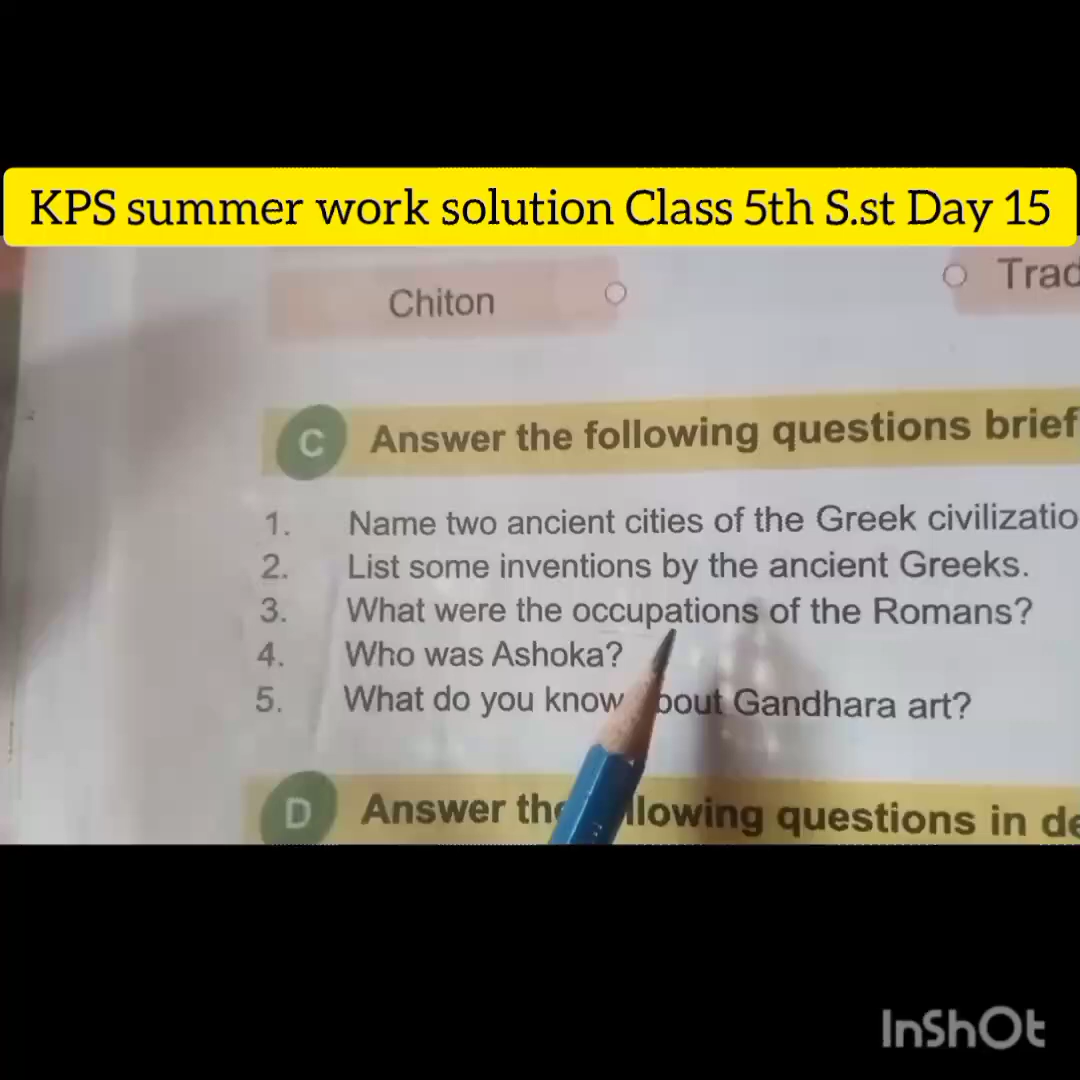 KPS summer work solution Class 5th S.st Day 15
Chiton
Trad
C Answer the following questions brief
1. Name two ancient cities of the Greek civilizatio
2. List some inventions by the ancient Greeks.
3. What were the occupations of the Romans?
4. Who was Ashoka?
5. What do you know bout Gandhara art?
D Answer the llowing questions in de
InShOt